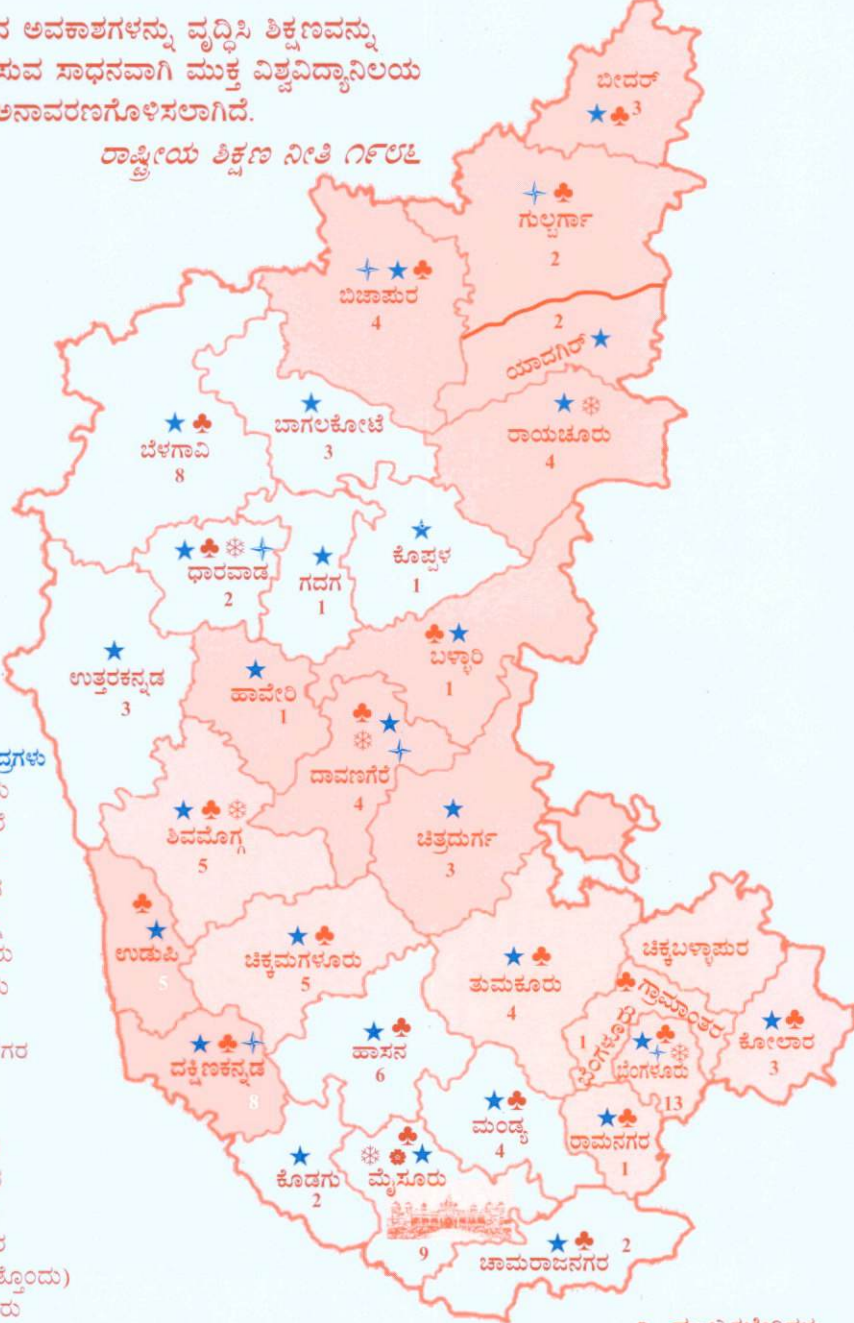 ದ ಅವಕಾಶಗಳನ್ನು ವೃದ್ಧಿಸಿ ಶಿಕ್ಷಣವನ್ನು
ಸುವ ಸಾಧನವಾಗಿ ಮುಕ್ತ ವಿಶ್ವವಿದ್ಯಾನಿಲಯ
ಅನಾವರಣಗೊಳಿಸಲಾಗಿದೆ.
ರಾಷ್ಟ್ರೀಯ ಶಿಕ್ಷಣ ನೀತಿ ೧೯೮೬
ಬೀದರ್
3
ಗುಲ್ಬರ್ಗಾ
2
ಬಿಜಾಪುರ
4
2
ಯಾದಗಿರ್
ರಾಯಚೂರು
4
ಬಾಗಲಕೋಟೆ
3
ಬೆಳಗಾವಿ
8
ಧಾರವಾಡ
2
ಗದಗ
1
ಕೊಪ್ಪಳ
1
ಬಳ್ಳಾರಿ
1
ಉತ್ತರಕನ್ನಡ
3
ಹಾವೇರಿ
1
ದಾವಣಗೆರೆ
4
ಶಿವಮೊಗ್ಗ
5
ಚಿತ್ರದುರ್ಗ
3
ಉಡುಪಿ
5
ಚಿಕ್ಕಮಗಳೂರು
5
ತುಮಕೂರು
4
ಚಿಕ್ಕಬಳ್ಳಾಪುರ
ಬೆಂಗಳೂರು ಗ್ರಾಮಾಂತರ
1
ಬೆಂಗಳೂರು
13
ಕೋಲಾರ
3
ದಕ್ಷಿಣಕನ್ನಡ
8
ಹಾಸನ
6
ಮಂಡ್ಯ
4
ರಾಮನಗರ
1
ಕೊಡಗು
2
ಮೈಸೂರು
9
ಚಾಮರಾಜನಗರ
2